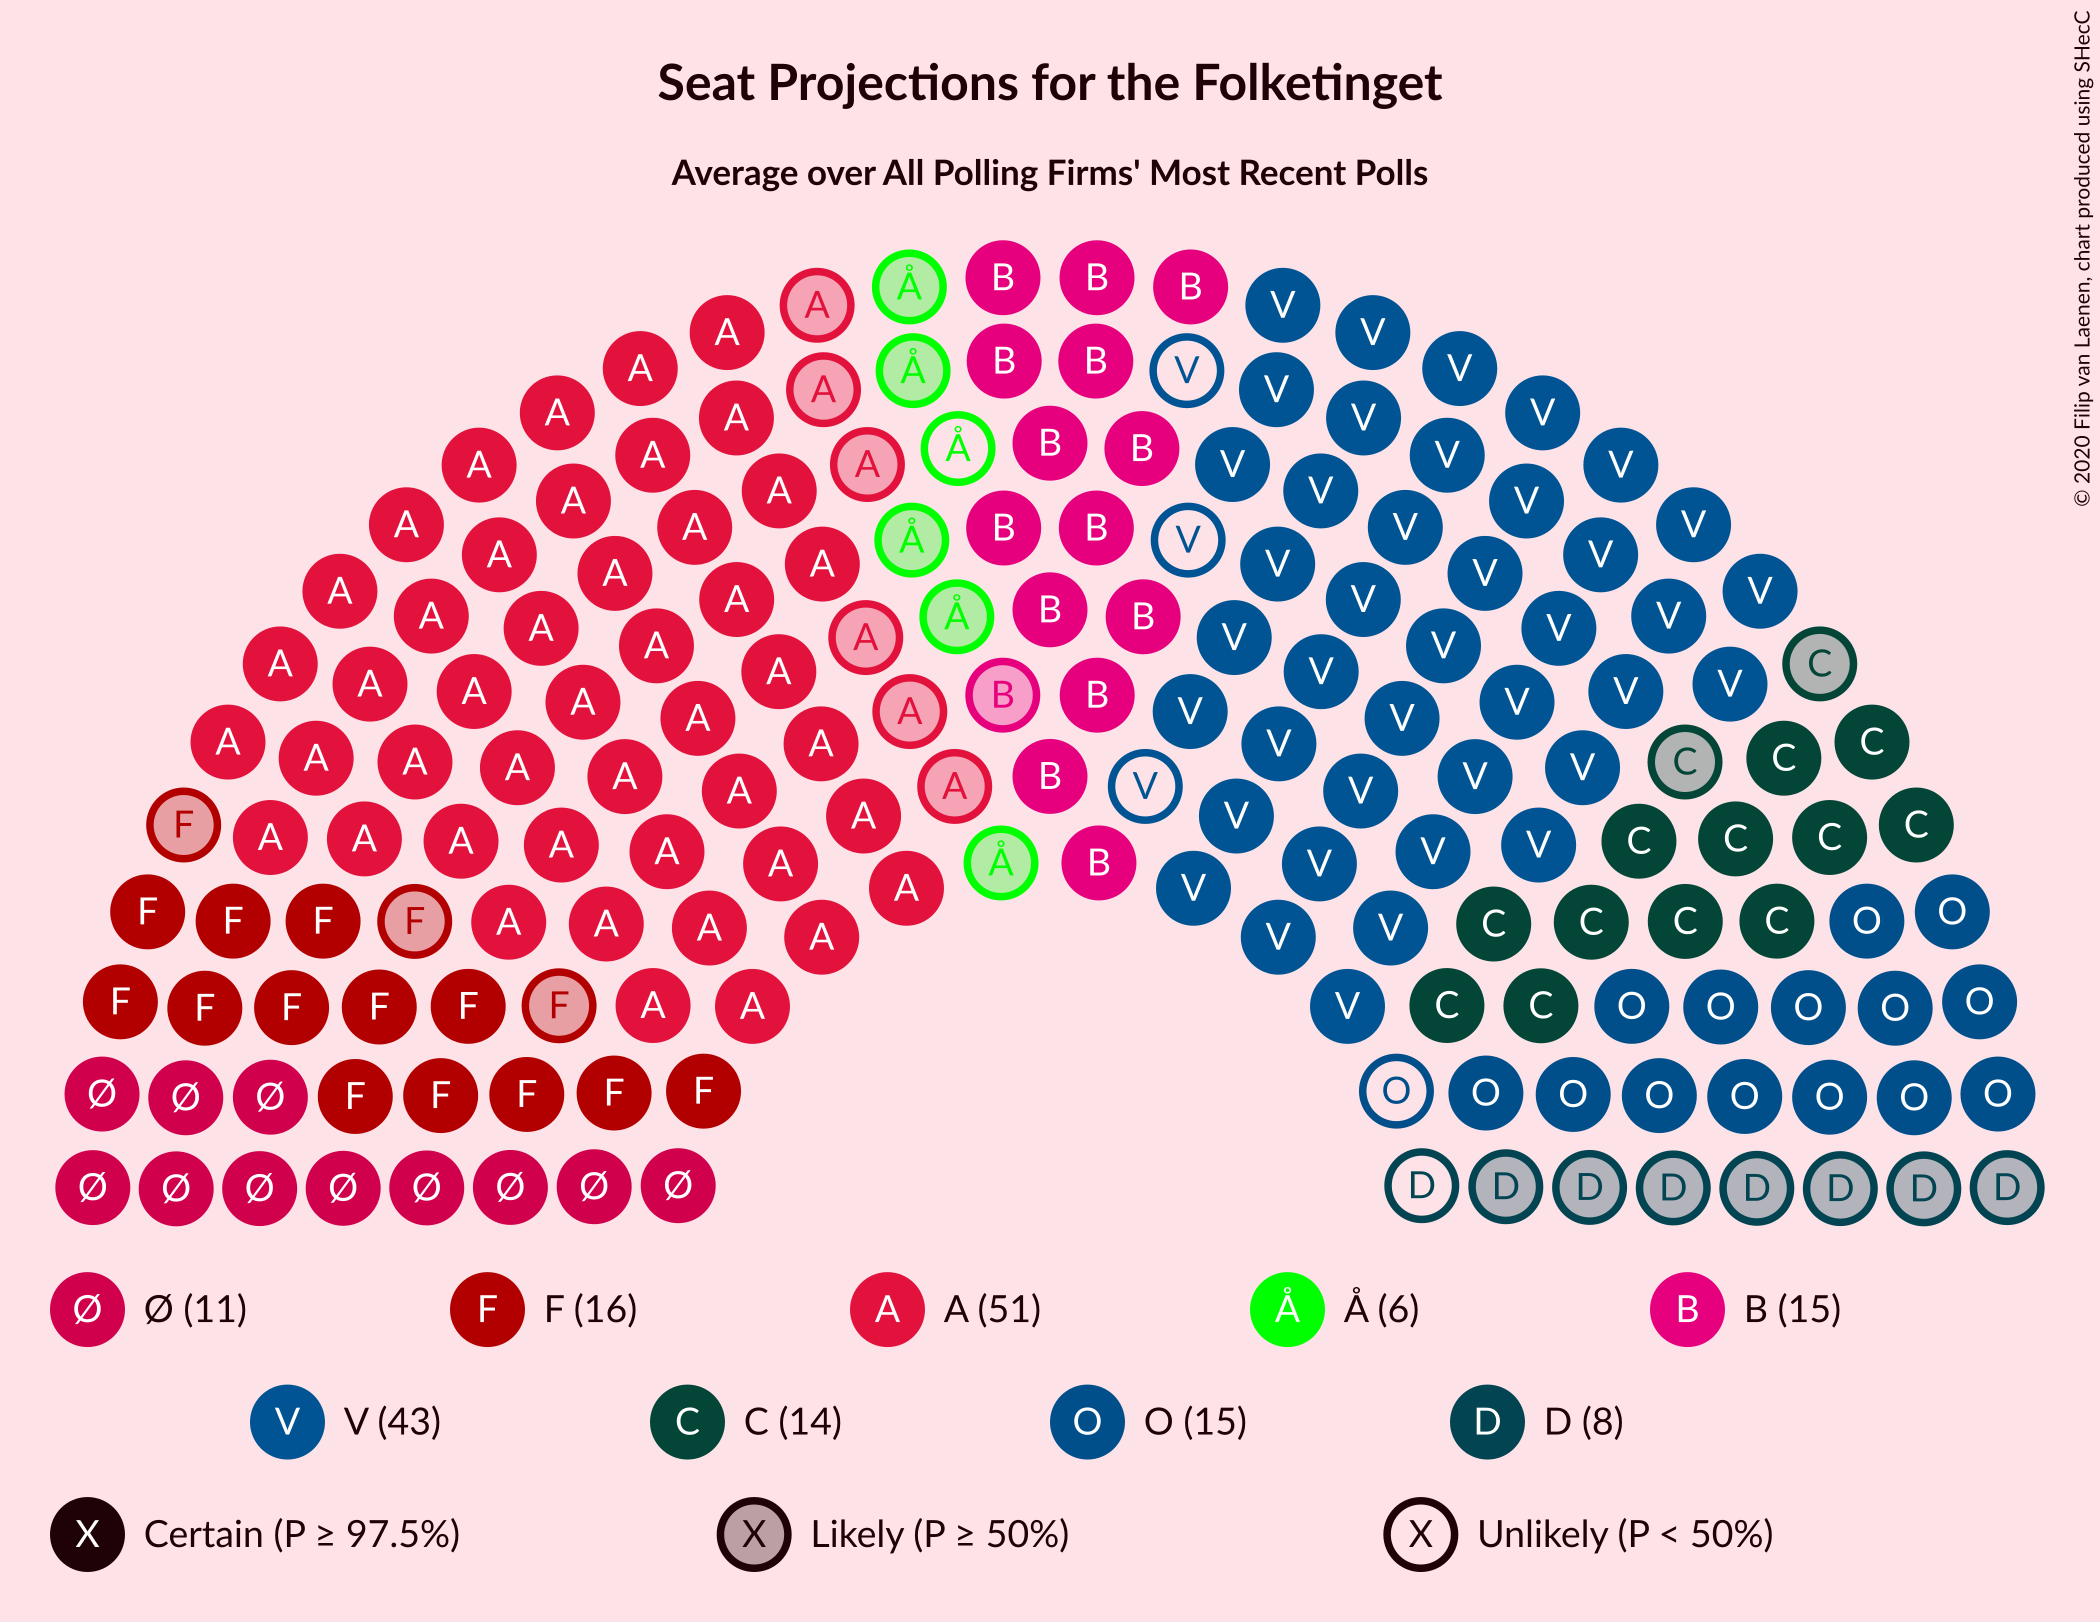 Seat Projections for the Folketinget
Average over All Polling Firms' Most Recent Polls
© 2020 Filip van Laenen, chart produced using SHecC
B B
Å B
A V
A V
B B
A Å V V
A V
A V
A V
Å B B
A V
A A V V
A V
A V
A A B B V V
Å V
A A V V
A V
A A V V
A Å B B V
A A V V
A V
A A V C
A A B B V V
A A V V
A V
A A V C
A A A V C C
A A B V V
A V
F A V C
A A A A V C C C
A A Å B V V
A V
F F F F A A A V C C C C O O
A V
F F F F F F A A V C C O O O O O
Ø Ø Ø F F F F F O O O O O O O O
Ø Ø Ø Ø Ø Ø Ø Ø D D D D D D D D
Ø Ø (11) F F (16) A A (51) Å Å (6) B B (15)
V V (43) C C (14) O O (15) D D (8)
X Certain (P ≥ 97.5%) X Likely (P ≥ 50%) X Unlikely (P < 50%)